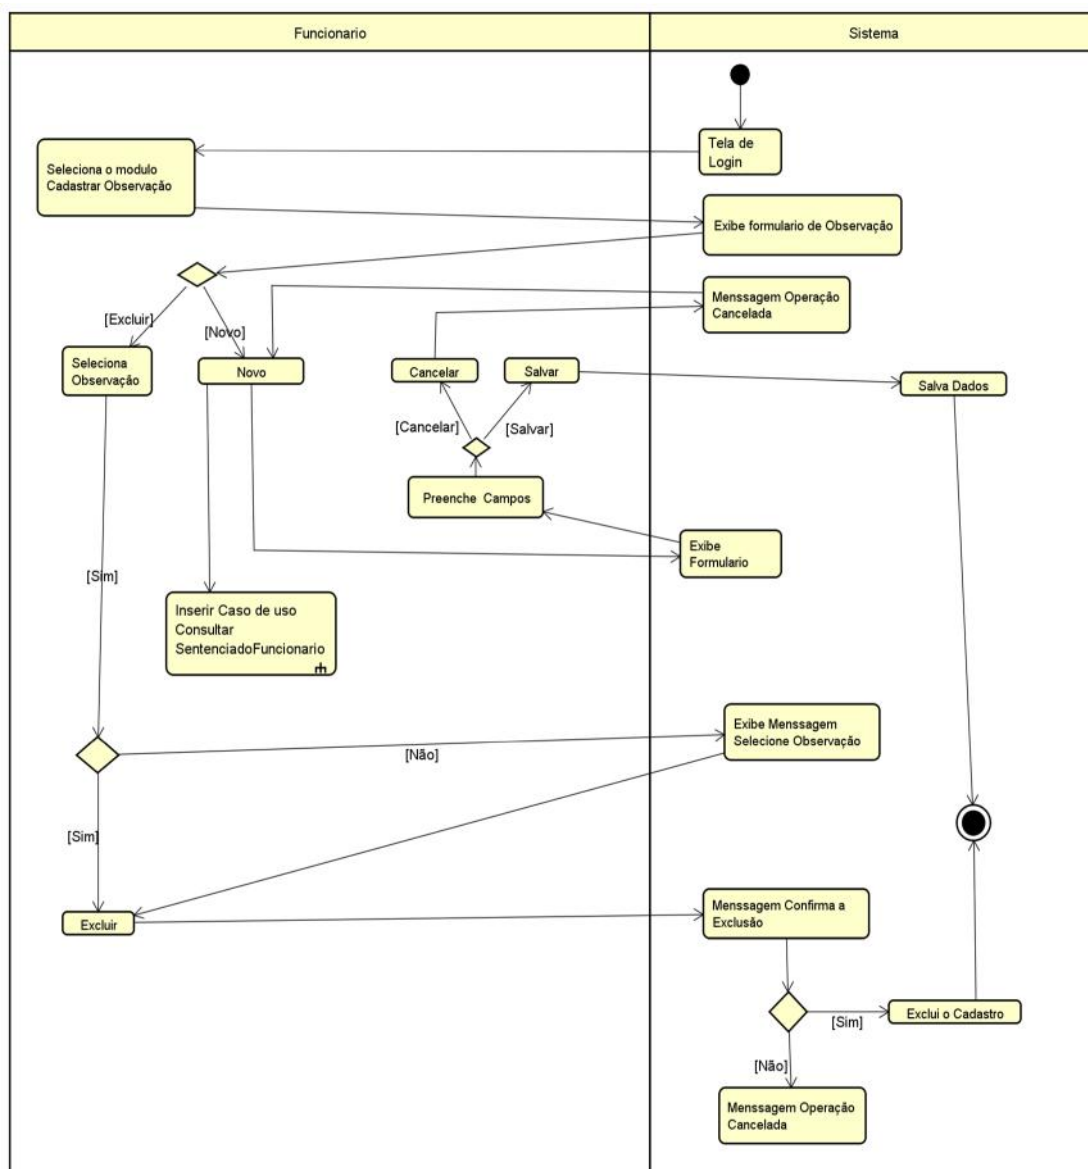 Funcionario
Sistema
Tela de
Login
Seleciona o modulo
Cadastrar Observação
Exibe formulario de Observação
Menssagem Operação
Cancelada
[Excluir]
[Novo]
Seleciona
Observação
Novo
Cancelar
Salvar
Salva Dados
[Cancelar]
[Salvar]
Preenche Campos
Exibe
Formulario
[Sim]
Inserir Caso de uso
Consultar
SentenciadoFuncionario
Exibe Menssagem
Selecione Observação
[Não]
[Sim]
Excluir
Menssagem Confirma a
Exclusão
[Sim]
Exclui o Cadastro
[Não]
Menssagem Operação
Cancelada